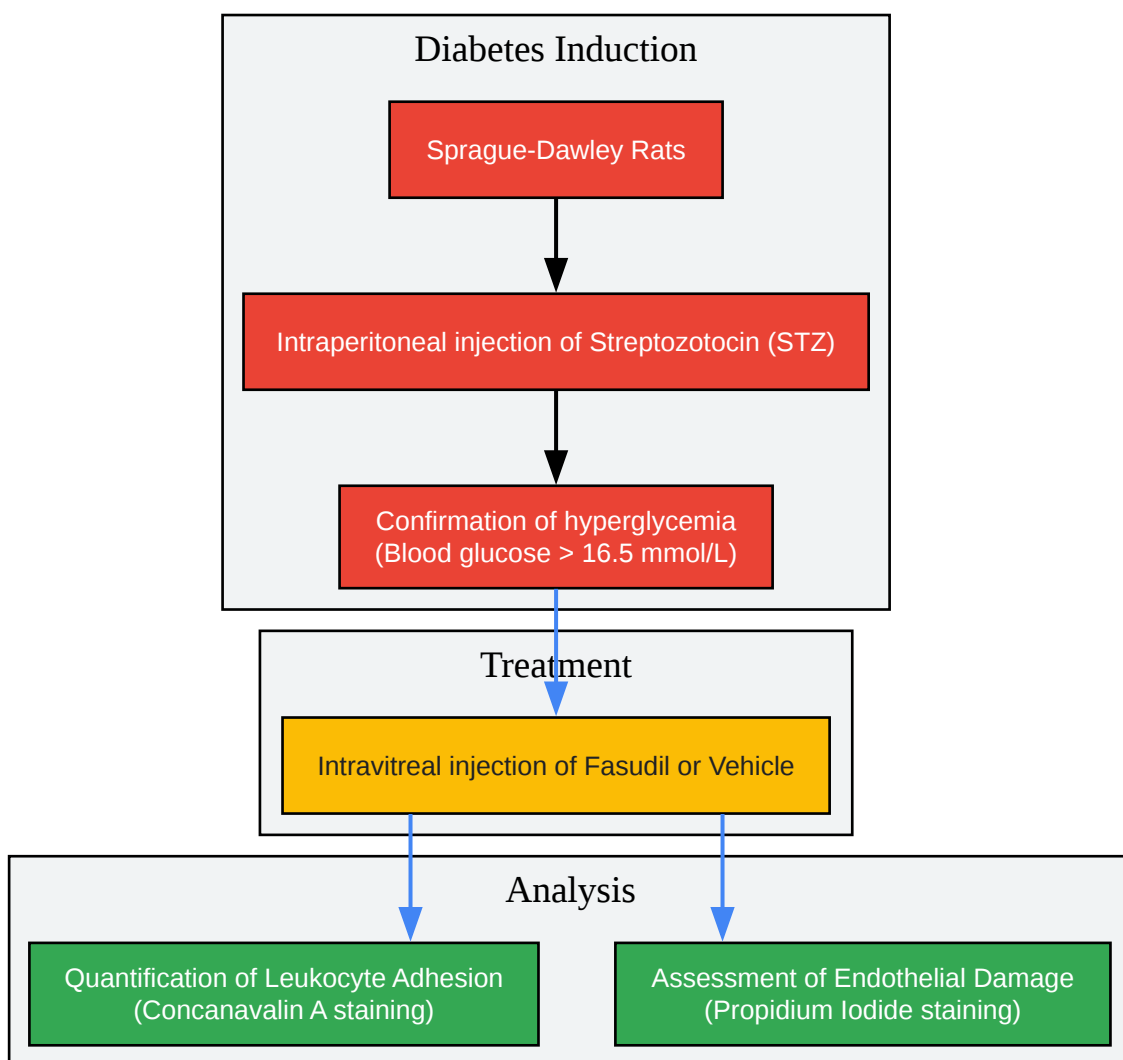 Diabetes Induction
Sprague-Dawley Rats
Intraperitoneal injection of Streptozotocin (STZ)
Confirmation of hyperglycemia
(Blood glucose > 16.5 mmol/L)
Treatment
Intravitreal injection of Fasudil or Vehicle
Analysis
Quantification of Leukocyte Adhesion
(Concanavalin A staining)
Assessment of Endothelial Damage
(Propidium Iodide staining)